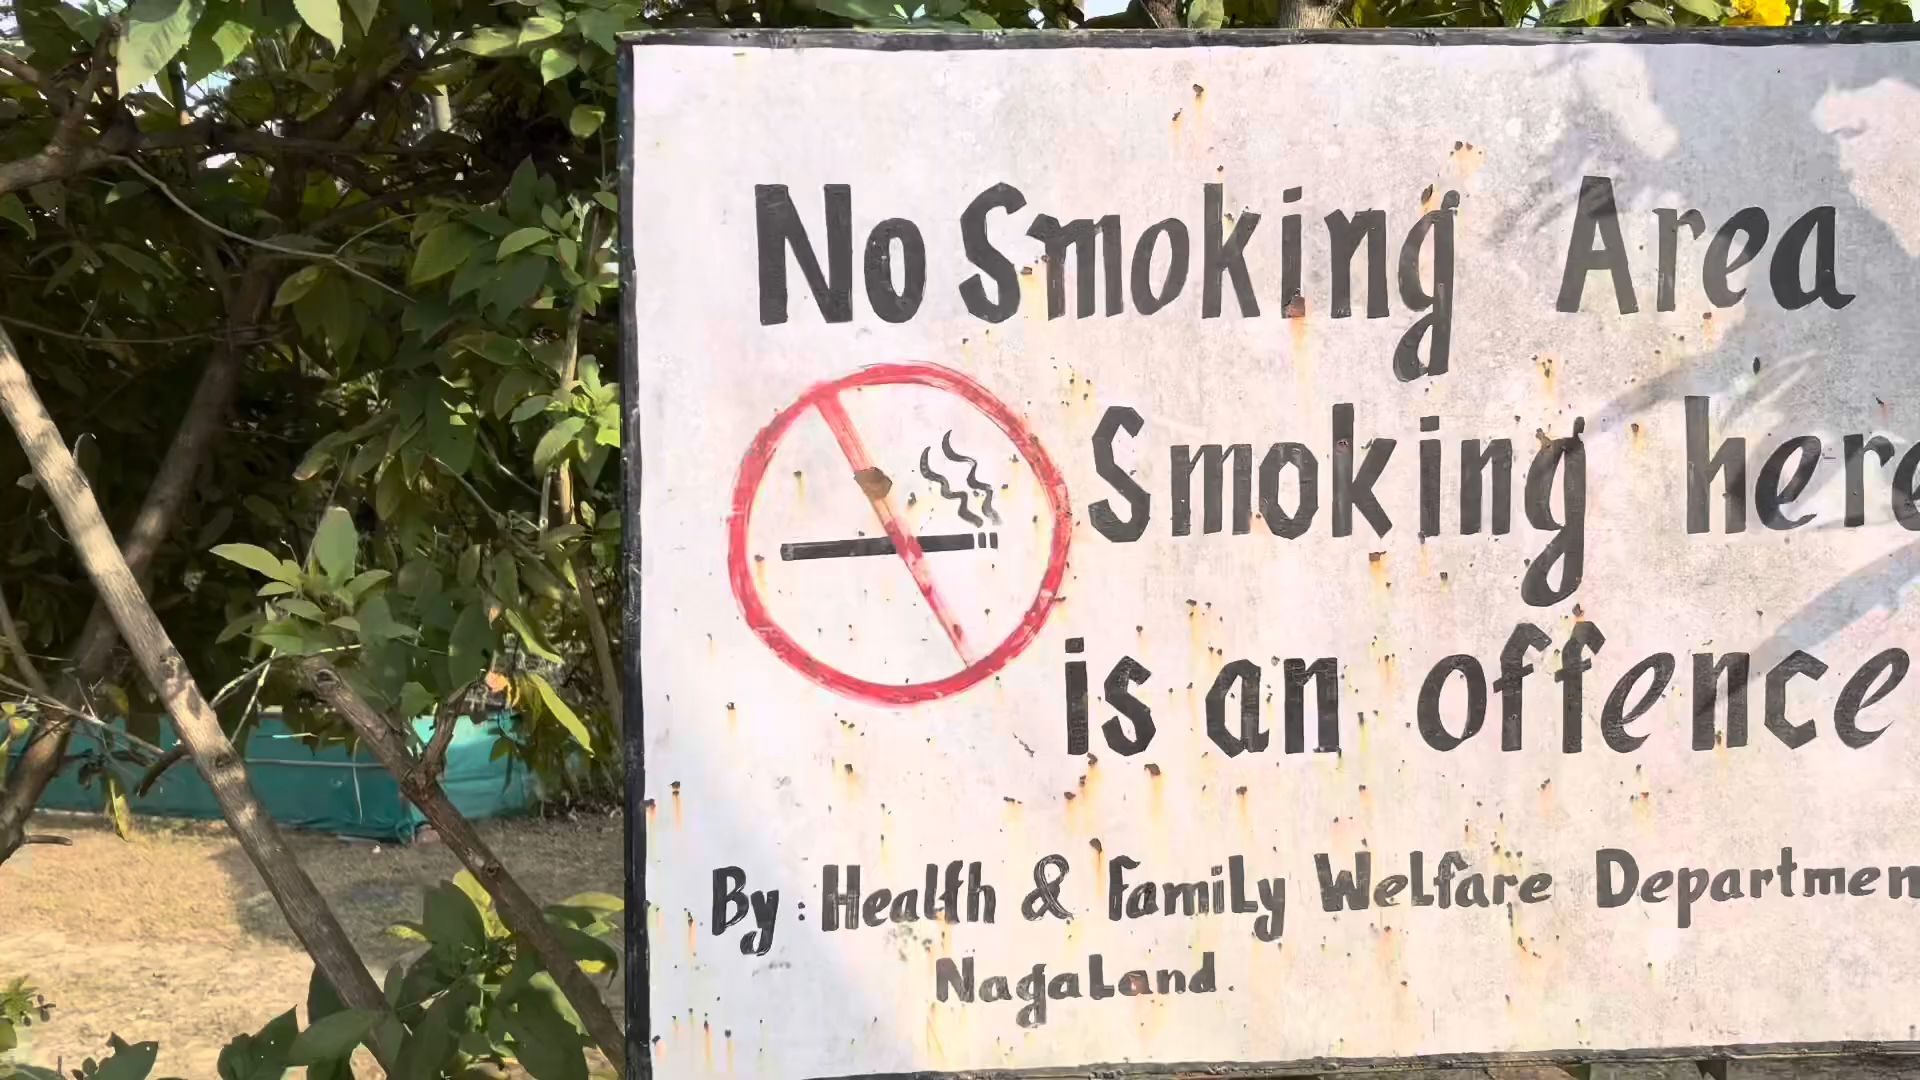 No Smoking Area
Smoking here
is an offence
By: Health & Family Welfare Departmen
Nagaland.